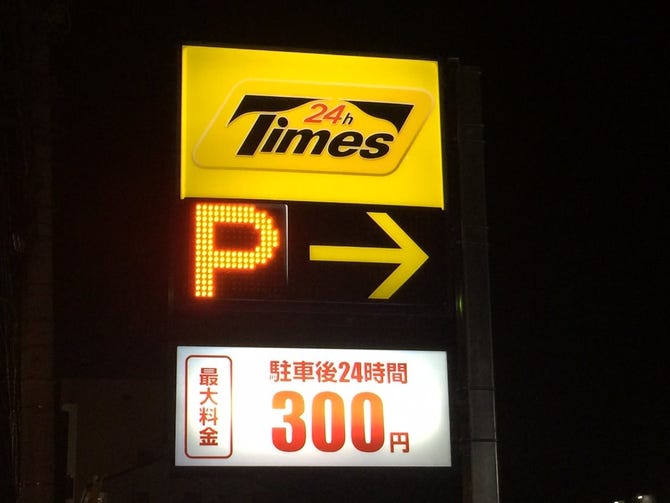 24h
Times
P →
最大料金
駐車後24時間
300円